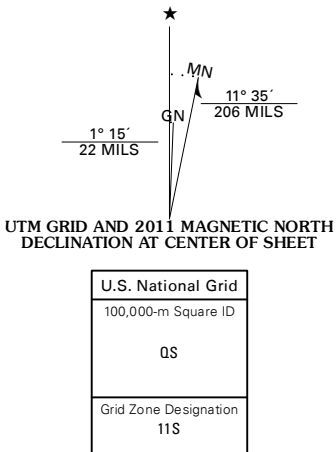 MN
11° 35´
206 MILS
GN
1° 15´
22 MILS
UTM GRID AND 2011 MAGNETIC NORTH
DECLINATION AT CENTER OF SHEET
U.S. National Grid
100,000-m Square ID
QS
Grid Zone Designation
11S